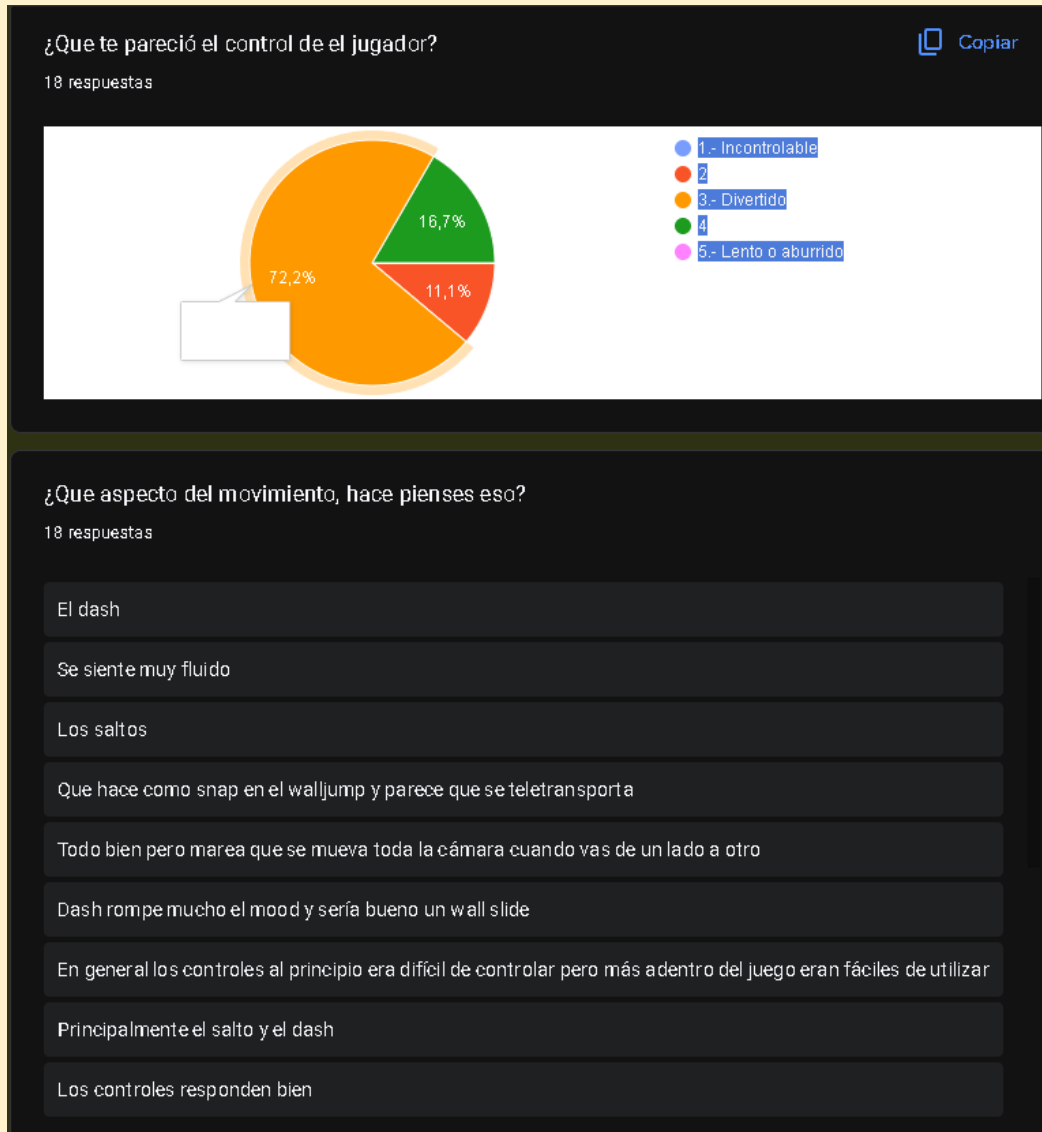 ¿Que te pareció el control de el jugador?
Copiar
18 respuestas
1.- Incontrolable
2
3.- Divertido
4
5.- Lento o aburrido
16,7%
72,2%
11,1%
¿Que aspecto del movimiento, hace pienses eso?
18 respuestas
El dash
Se siente muy fluido
Los saltos
Que hace como snap en el walljump y parece que se teletransporta
Todo bien pero marea que se mueva toda la cámara cuando vas de un lado a otro
Dash rompe mucho el mood y sería bueno un wall slide
En general los controles al principio era difícil de controlar pero más adentro del juego eran fáciles de utilizar
Principalmente el salto y el dash
Los controles responden bien